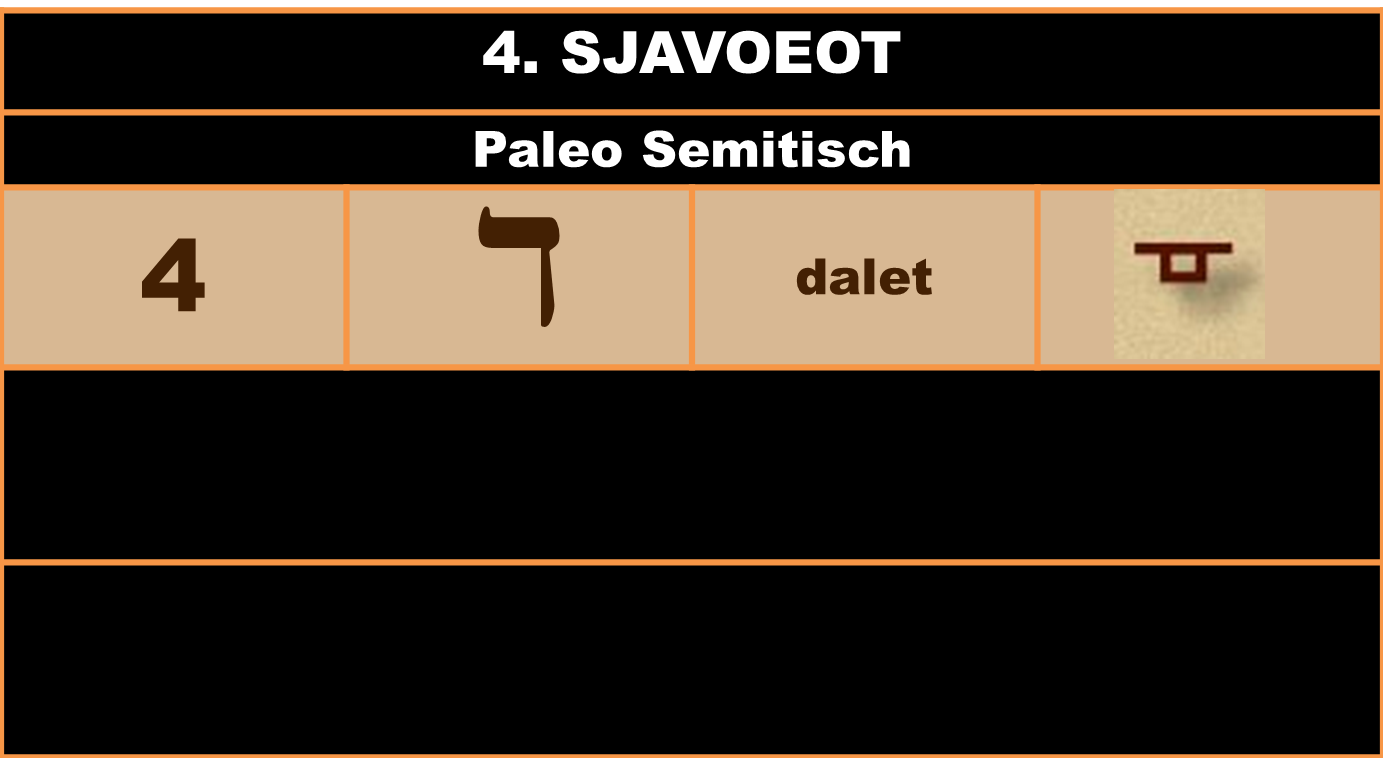 4. SJAVOEOT
Paleo Semitisch
4 ד dalet